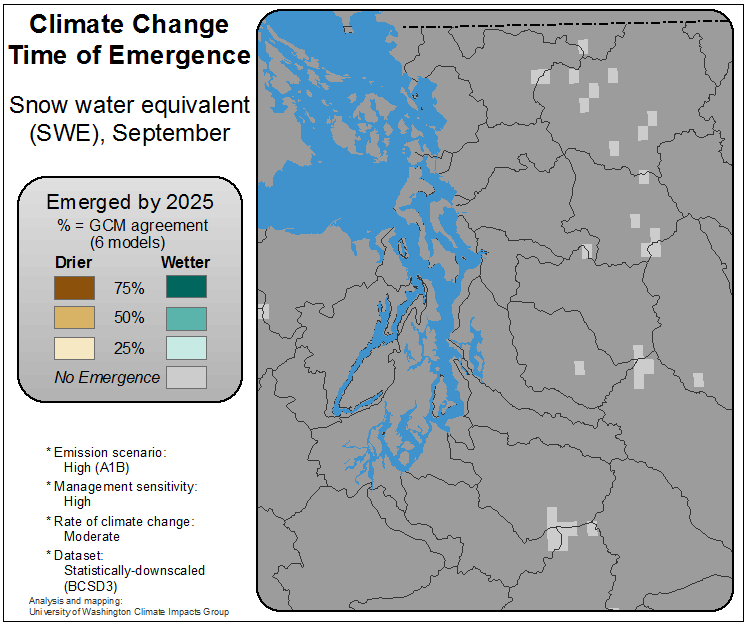 Climate Change
Time of Emergence
Snow water equivalent
(SWE), September
Emerged by 2025
% = GCM agreement
(6 models)
Drier Wetter
75%
50%
25%
No Emergence
* Emission scenario:
High (A1B)
* Management sensitivity:
High
* Rate of climate change:
Moderate
* Dataset:
Statistically-downscaled
(BCSD3)
Analysis and mapping:
University of Washington Climate Impacts Group